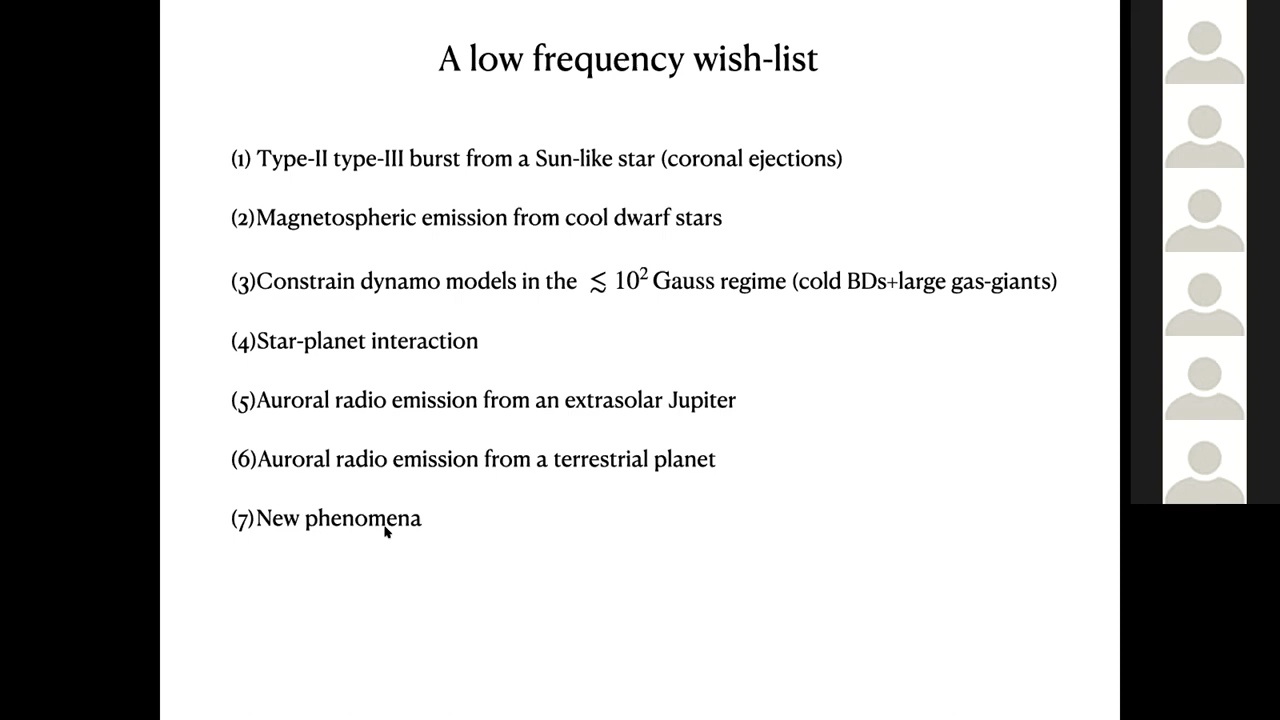 A low frequency wish-list
(1) Type-II type-III burst from a Sun-like star (coronal ejections)
(2)Magnetospheric emission from cool dwarf stars
(3)Constrain dynamo models in the ≲ 10² Gauss regime (cold BDs+large gas-giants)
(4)Star-planet interaction
(5)Auroral radio emission from an extrasolar Jupiter
(6)Auroral radio emission from a terrestrial planet
(7)New phenomena